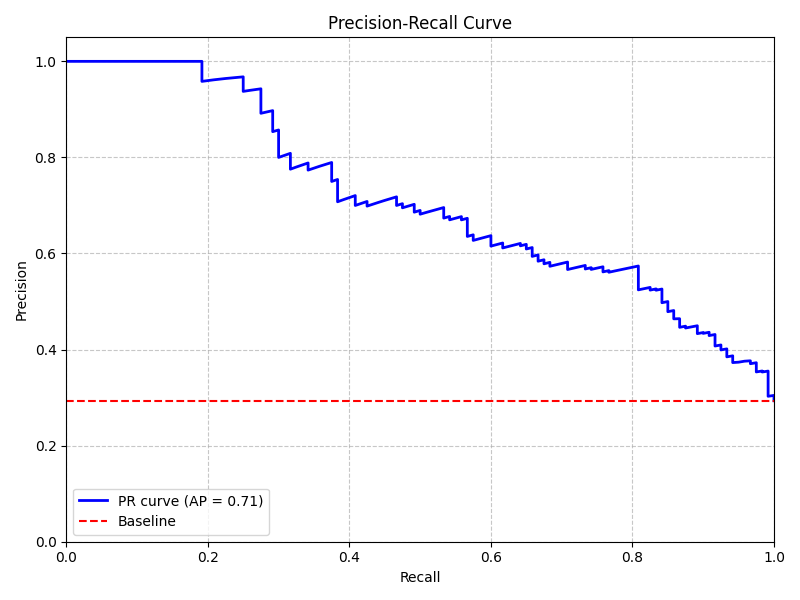 Precision-Recall Curve
1.0
0.8
0.6
0.4
0.2
0.0
Precision
PR curve (AP = 0.71)
Baseline
0.0 0.2 0.4 0.6 0.8 1.0
Recall